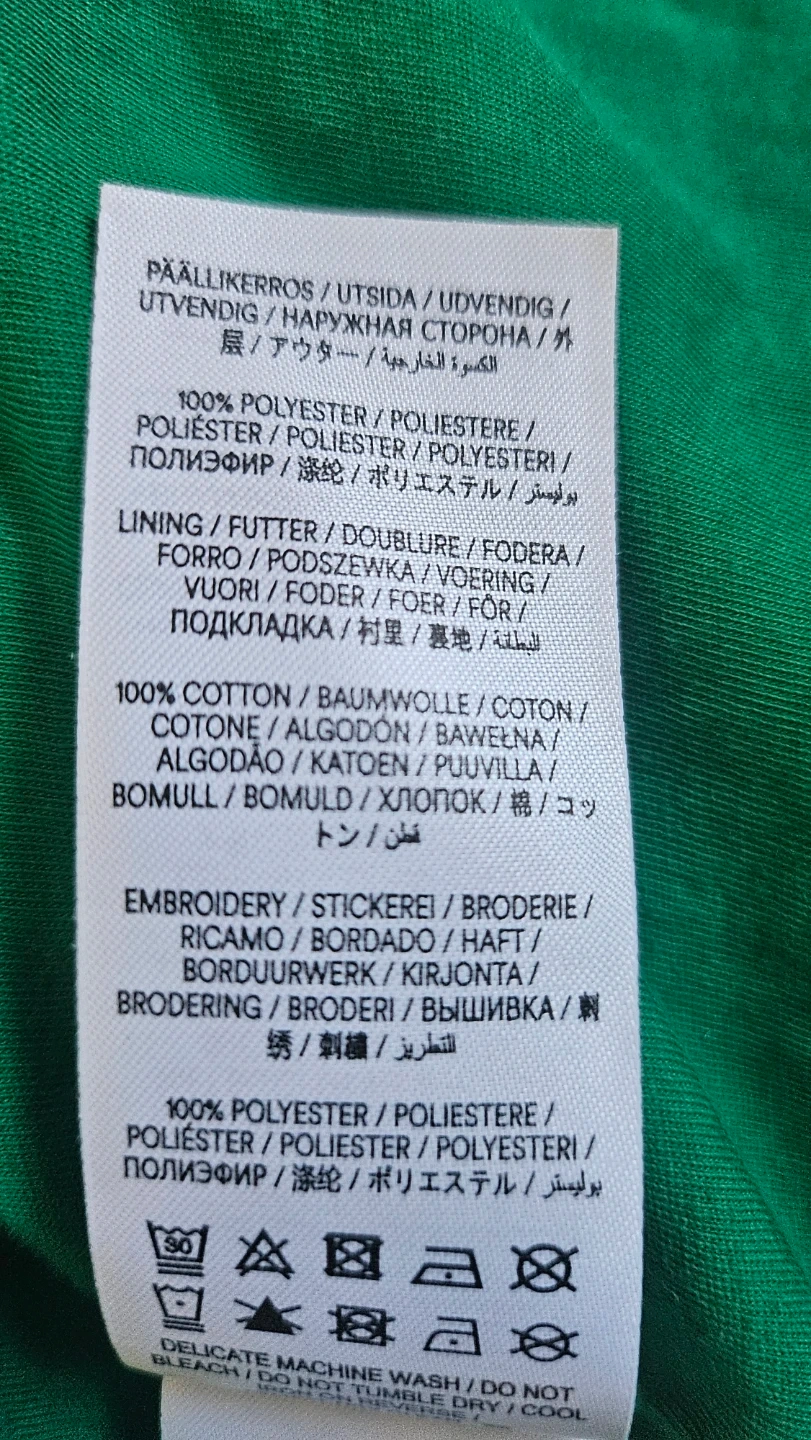 PÄÄLLIKERROS / UTSIDA / UDVENDIG /
UTVENDIG / НАРУЖНАЯ СТОРОНА / 外
层 / アウター / الكسوة الخارجية
100% POLYESTER / POLIESTERE /
POLIÉSTER / POLIESTER / POLYESTERI /
ПОЛИЭФИР / 涤纶 / ポリエステル / بوليستر
LINING / FUTTER / DOUBLURE / FODERA /
FORRO / PODSZEWKA / VOERING /
VUORI / FODER / FOER / FÔR /
ПОДКЛАДКА / 衬里 / 裏地 / البطانة
100% COTTON / BAUMWOLLE / COTON /
COTONE / ALGODÓN / BAWEŁNA /
ALGODÃO / KATOEN / PUUVILLA /
BOMULL / BOMULD / ХЛОПОК / 棉 / コッ
トン / قطن
EMBROIDERY / STICKEREI / BRODERIE /
RICAMO / BORDADO / HAFT /
BORDUURWERK / KIRJONTA /
BRODERING / BRODERI / ВЫШИВКА / 刺
绣 / 刺繍 / التطريز
100% POLYESTER / POLIESTERE /
POLIÉSTER / POLIESTER / POLYESTERI /
ПОЛИЭФИР / 涤纶 / ポリエステル / بوليستر
30
DELICATE MACHINE WASH / DO NOT
BLEACH / DO NOT TUMBLE DRY / COOL
IRON ON REVERSE /